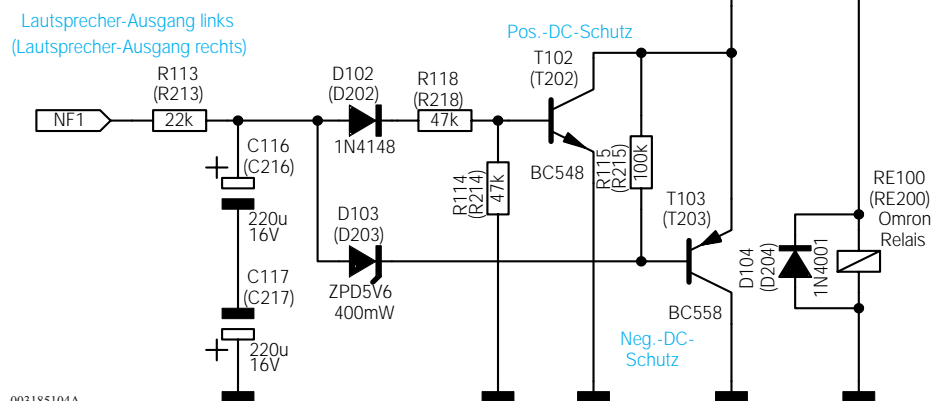 Lautsprecher-Ausgang links
(Lautsprecher-Ausgang rechts)
Pos.-DC-Schutz
NF1
R113
(R213)
22k
D102
(D202)
1N4148
R118
(R218)
47k
T102
(T202)
BC548
C116
(C216)
220u
16V
R114
(R214)
47k
R115
(R215)
100k
D103
(D203)
ZPD5V6
400mW
T103
(T203)
BC558
C117
(C217)
220u
16V
Neg.-DC-
Schutz
D104
(D204)
1N4001
RE100
(RE200)
Omron
Relais
003185104A